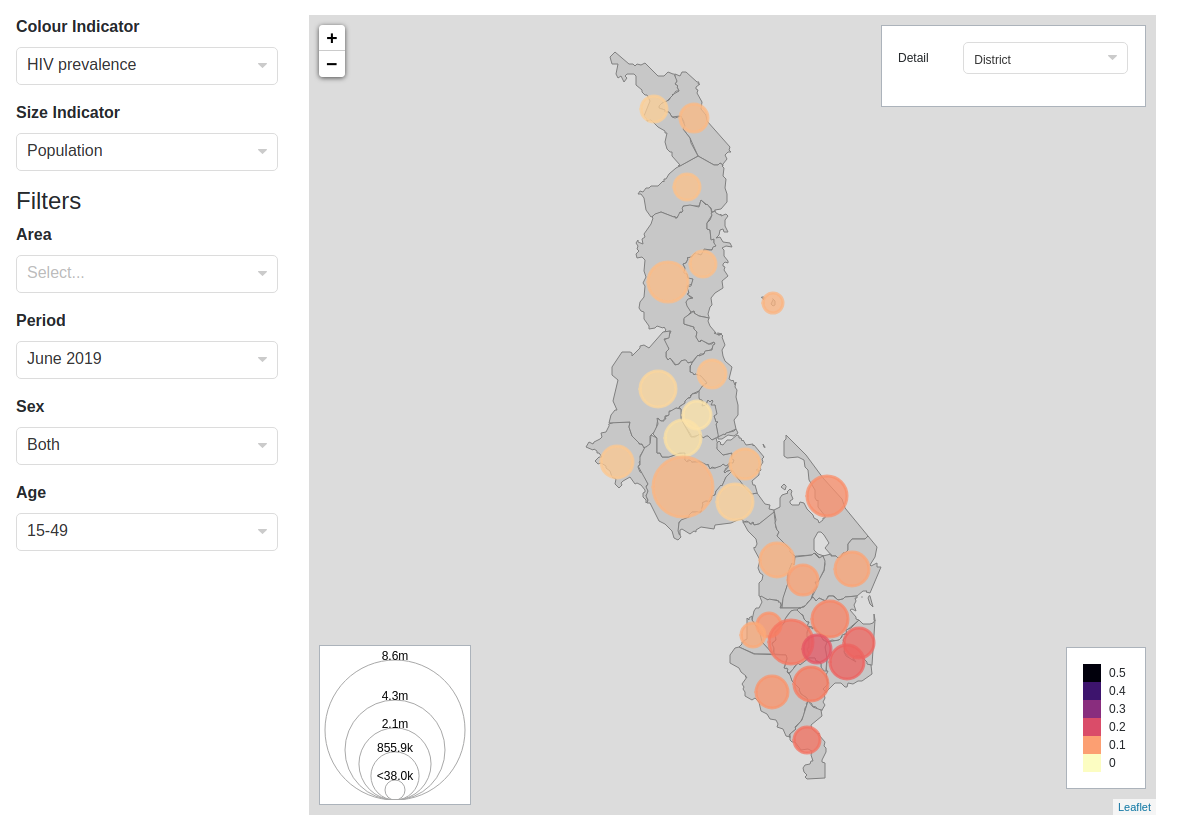 Colour Indicator
HIV prevalence
Size Indicator
Population
Filters
Area
Select...
Period
June 2019
Sex
Both
Age
15-49
+
−
Detail
District
8.6m
4.3m
2.1m
855.9k
<38.0k
0.5
0.4
0.3
0.2
0.1
0
Leaflet